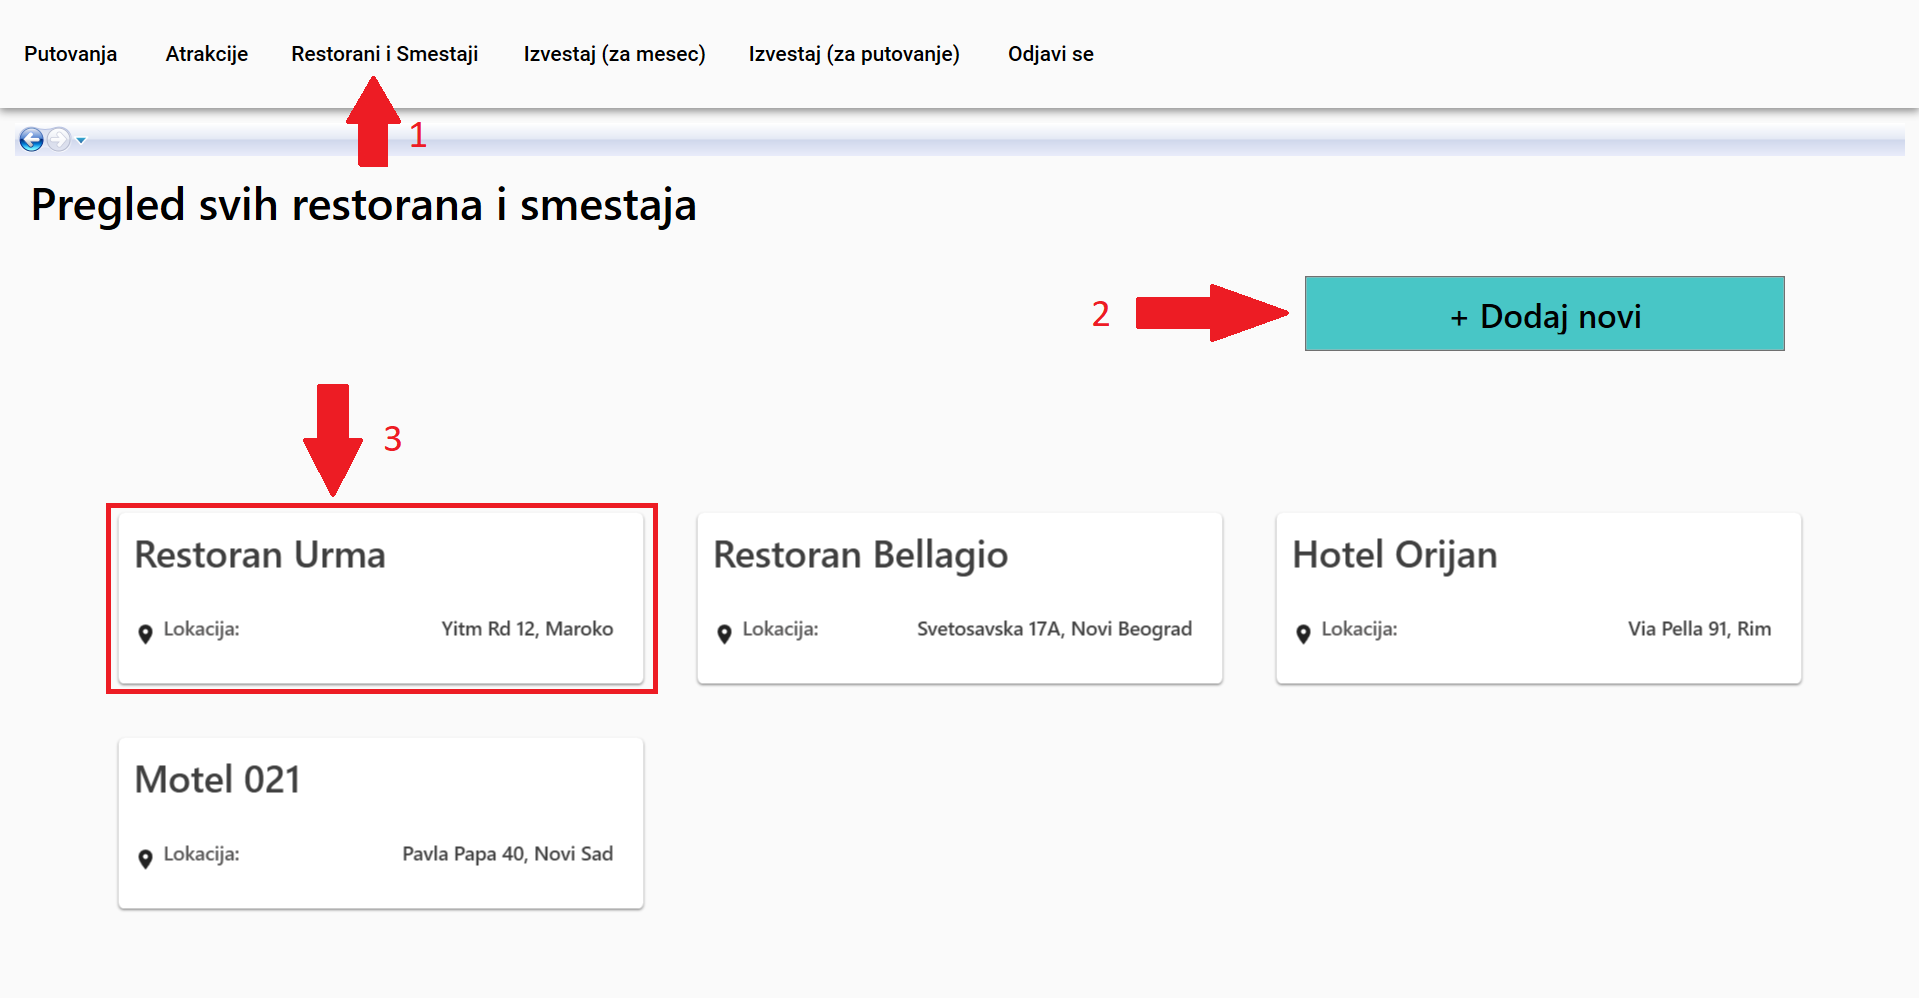 Putovanja Atrakcije Restorani i Smestaji Izvestaj (za mesec) Izvestaj (za putovanje) Odjavi se
1
Pregled svih restorana i smestaja
2 + Dodaj novi
3
Restoran Urma
Lokacija: Yitm Rd 12, Maroko
Restoran Bellagio
Lokacija: Svetosavska 17A, Novi Beograd
Hotel Orijan
Lokacija: Via Pella 91, Rim
Motel 021
Lokacija: Pavla Papa 40, Novi Sad